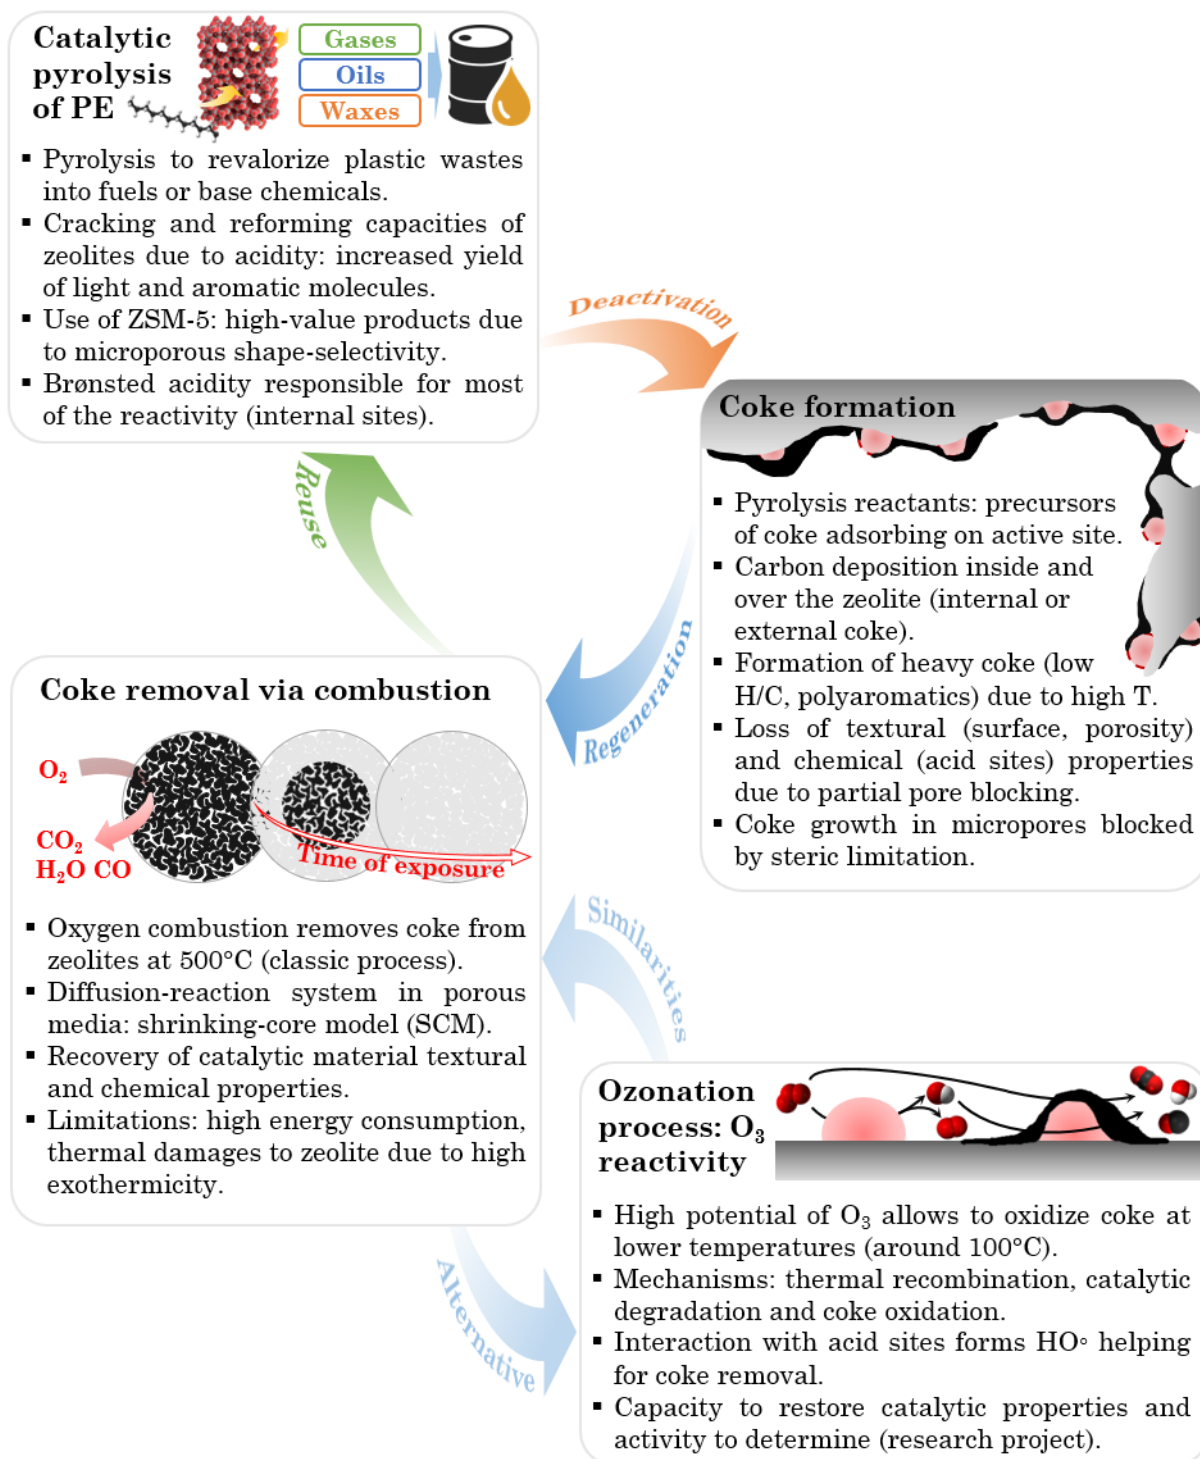 Catalytic
pyrolysis
of PE
Gases
Oils
Waxes
▪ Pyrolysis to revalorize plastic wastes
into fuels or base chemicals.
▪ Cracking and reforming capacities of
zeolites due to acidity: increased yield
of light and aromatic molecules.
▪ Use of ZSM-5: high-value products due
to microporous shape-selectivity.
▪ Brønsted acidity responsible for most
of the reactivity (internal sites).
Deactivation
Coke formation
▪ Pyrolysis reactants: precursors
of coke adsorbing on active site.
▪ Carbon deposition inside and
over the zeolite (internal or
external coke).
▪ Formation of heavy coke (low
H/C, polyaromatics) due to high T.
▪ Loss of textural (surface, porosity)
and chemical (acid sites) properties
due to partial pore blocking.
▪ Coke growth in micropores blocked
by steric limitation.
Reuse
Regeneration
Coke removal via combustion
O₂
CO₂
H₂O CO
Time of exposure
▪ Oxygen combustion removes coke from
zeolites at 500°C (classic process).
▪ Diffusion-reaction system in porous
media: shrinking-core model (SCM).
▪ Recovery of catalytic material textural
and chemical properties.
▪ Limitations: high energy consumption,
thermal damages to zeolite due to high
exothermicity.
Similarities
Alternative
Ozonation
process: O₃
reactivity
▪ High potential of O₃ allows to oxidize coke at
lower temperatures (around 100°C).
▪ Mechanisms: thermal recombination, catalytic
degradation and coke oxidation.
▪ Interaction with acid sites forms HO◦ helping
for coke removal.
▪ Capacity to restore catalytic properties and
activity to determine (research project).